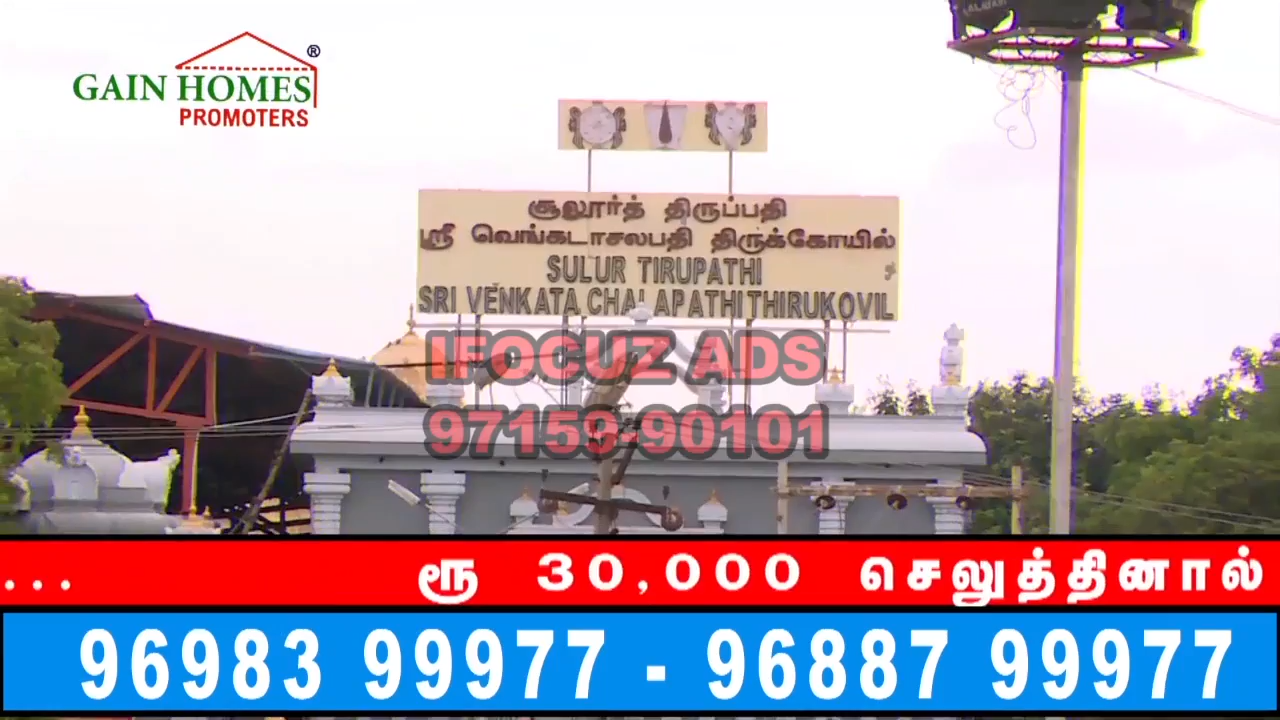 GAIN HOMES®
PROMOTERS
சூலூர்த் திருப்பதி
ஸ்ரீ வெங்கடாசலபதி திருக்கோயில்
SULUR TIRUPATHI
SRI VENKATA CHALAPATHI THIRUKOVIL
IFOCUZ ADS
97159-90101
... ரூ 30,000 செலுத்தினால்
96983 99977 - 96887 99977